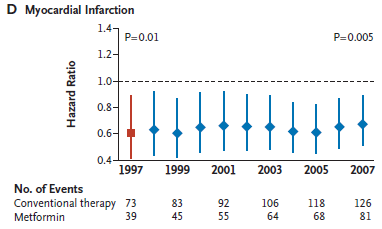 D Myocardial Infarction
1.4
P=0.01 P=0.005
1.2
1.0
0.8
0.6
0.4
Hazard Ratio
1997 1999 2001 2003 2005 2007
No. of Events
Conventional therapy 73 83 92 106 118 126
Metformin 39 45 55 64 68 81